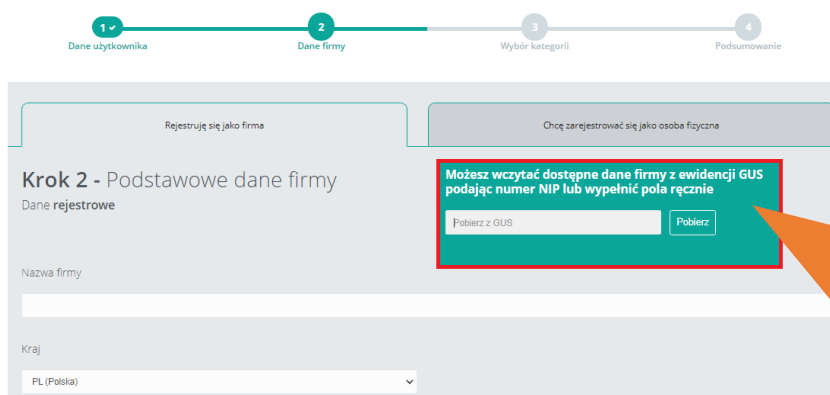 1 2 3 4
Dane użytkownika Dane firmy Wybór kategorii Podsumowanie
Rejestruję się jako firma Chcę zarejestrować się jako osoba fizyczna
Krok 2 - Podstawowe dane firmy
Dane rejestrowe
Możesz wczytać dostępne dane firmy z ewidencji GUS
podając numer NIP lub wypełnić pola ręcznie
Pobierz z GUS Pobierz
Nazwa firmy
Kraj
PL (Polska)